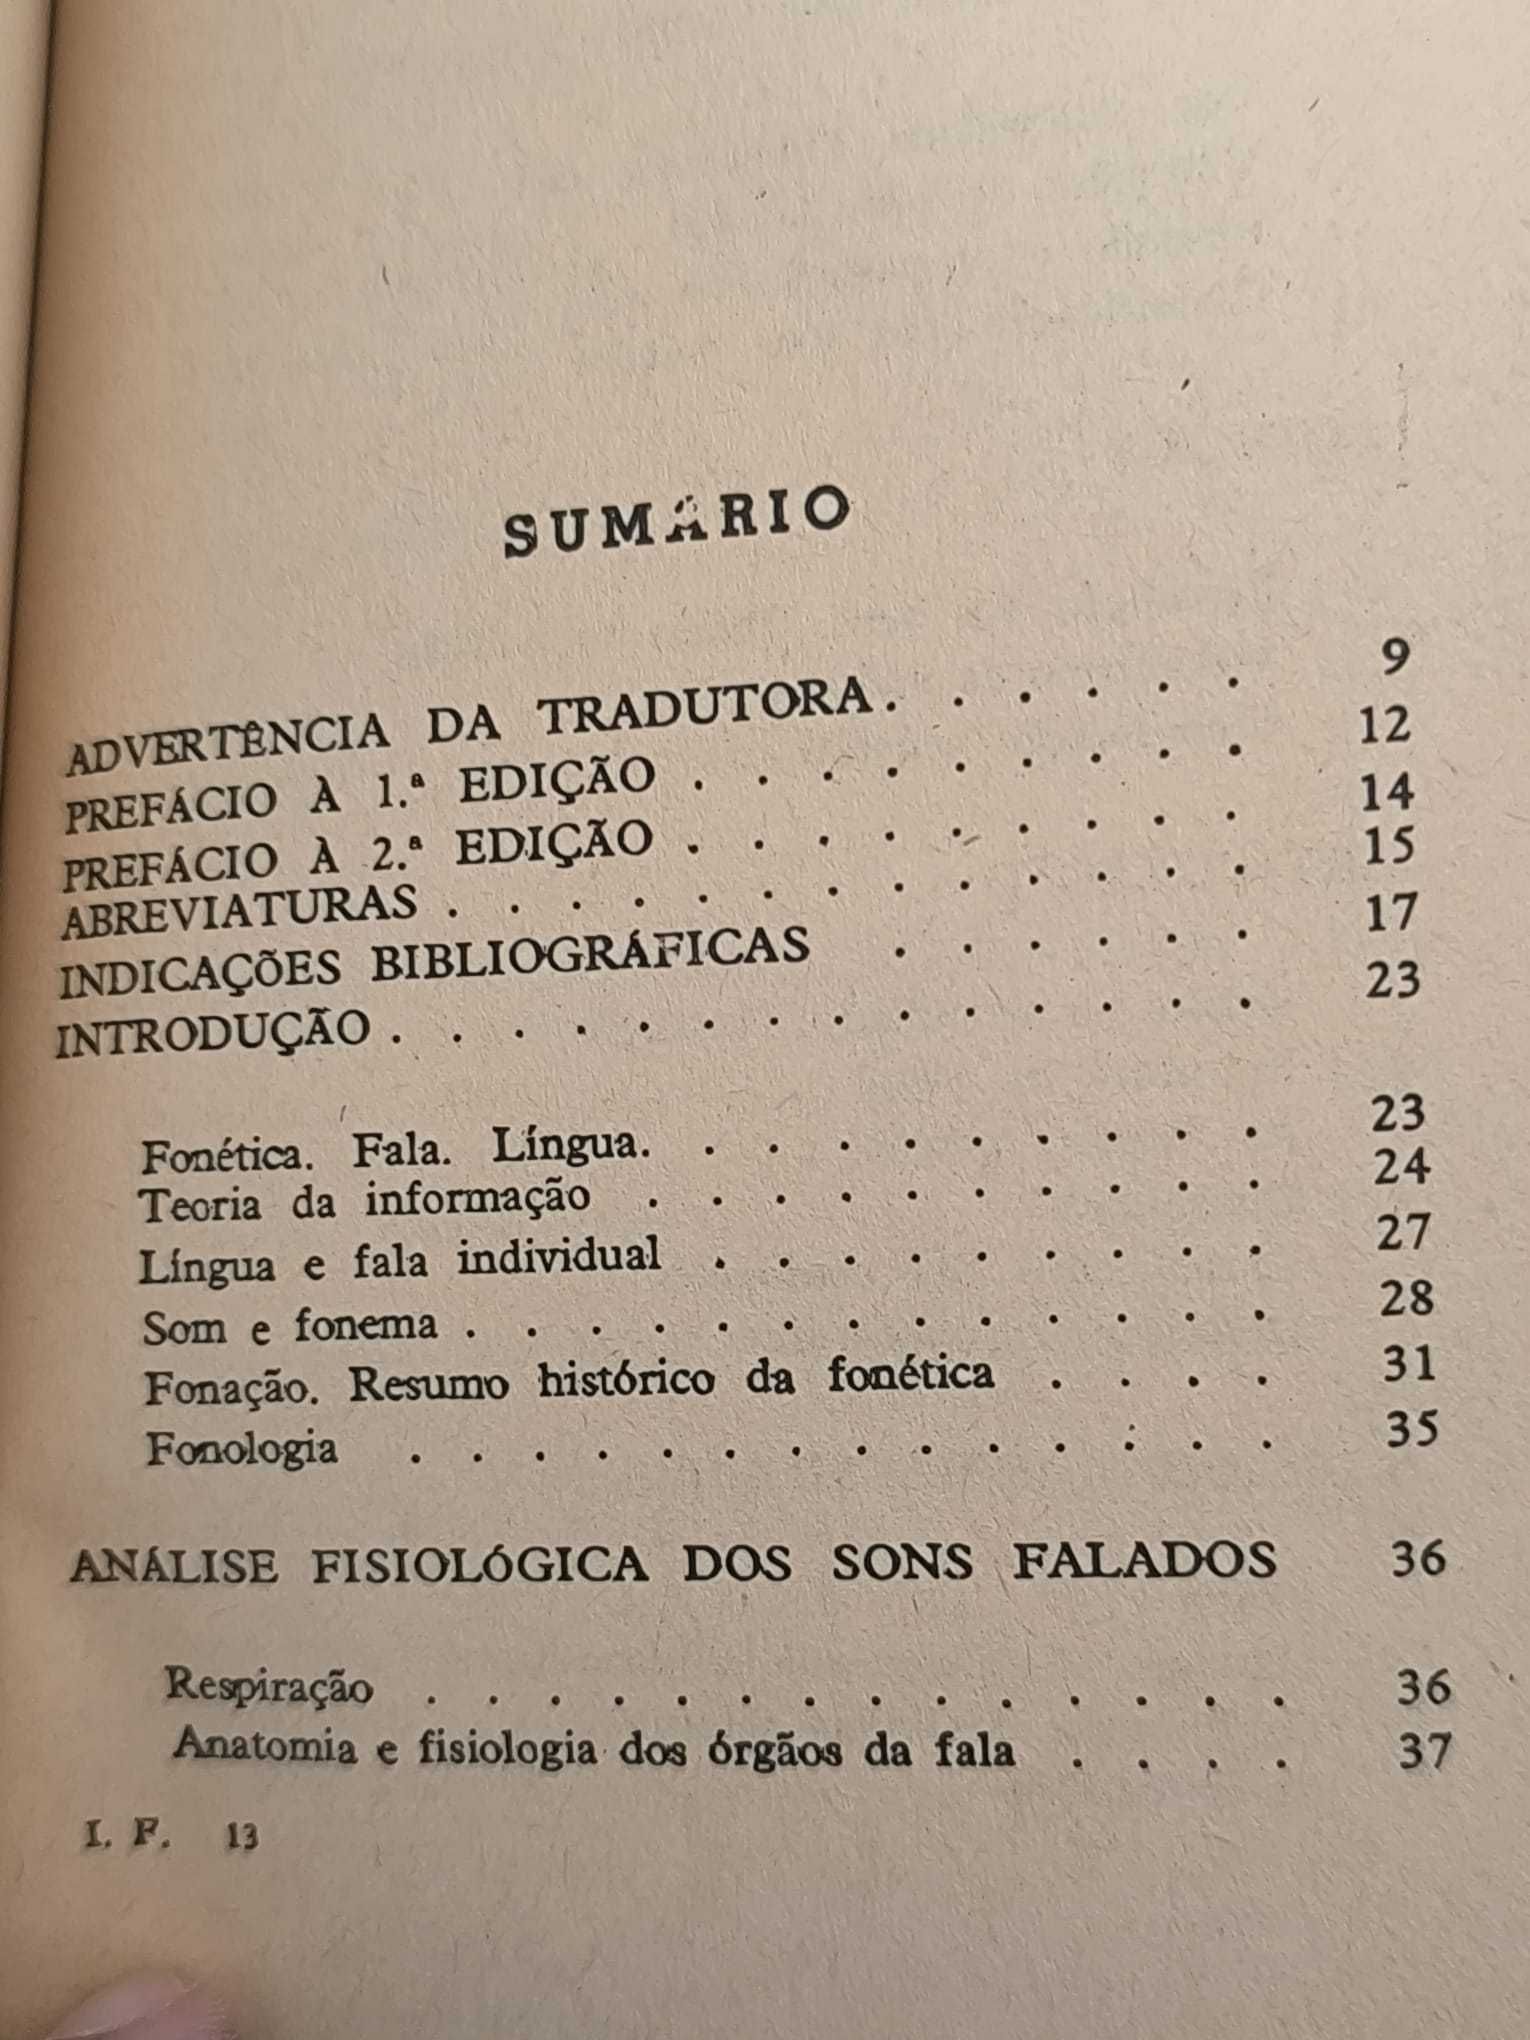 SUMÁRIO
ADVERTÊNCIA DA TRADUTORA. . . . . . 9
PREFÁCIO À 1.ª EDIÇÃO . . . . . . . . . 12
PREFÁCIO À 2.ª EDIÇÃO . . . . . . . . . 14
ABREVIATURAS . . . . . . . . . . . . . 15
INDICAÇÕES BIBLIOGRÁFICAS . . . . . . 17
INTRODUÇÃO . . . . . . . . . . . . . . 23
Fonética. Fala. Língua. . . . . . . . . . 23
Teoria da informação . . . . . . . . . . 24
Língua e fala individual . . . . . . . . . 27
Som e fonema . . . . . . . . . . . . . 28
Fonação. Resumo histórico da fonética . . . . 31
Fonologia . . . . . . . . . . . . . . 35
ANÁLISE FISIOLÓGICA DOS SONS FALADOS 36
Respiração . . . . . . . . . . . . . . 36
Anatomia e fisiologia dos órgãos da fala . . . . 37
I. F. 13